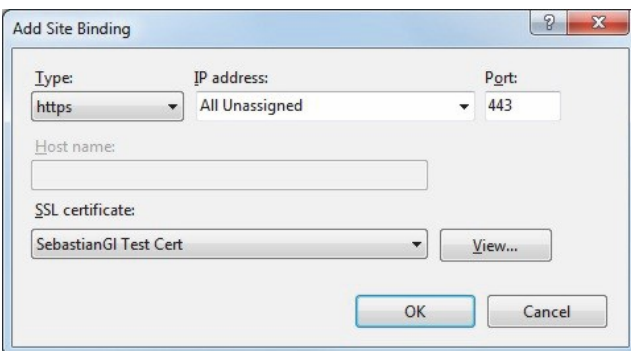 Add Site Binding
Type: IP address: Port:
https All Unassigned 443
Host name:
SSL certificate:
SebastianGl Test Cert View...
OK Cancel